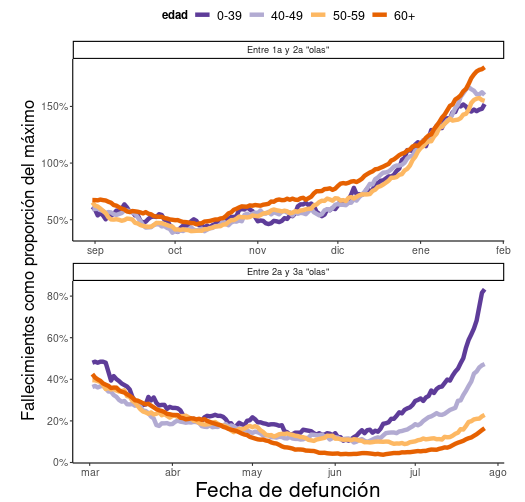 edad 0-39 40-49 50-59 60+
Entre 1a y 2a "olas"
150%
100%
50%
sep oct nov dic ene feb
Fallecimientos como proporción del máximo
Entre 2a y 3a "olas"
80%
60%
40%
20%
0%
mar abr may jun jul ago
Fecha de defunción